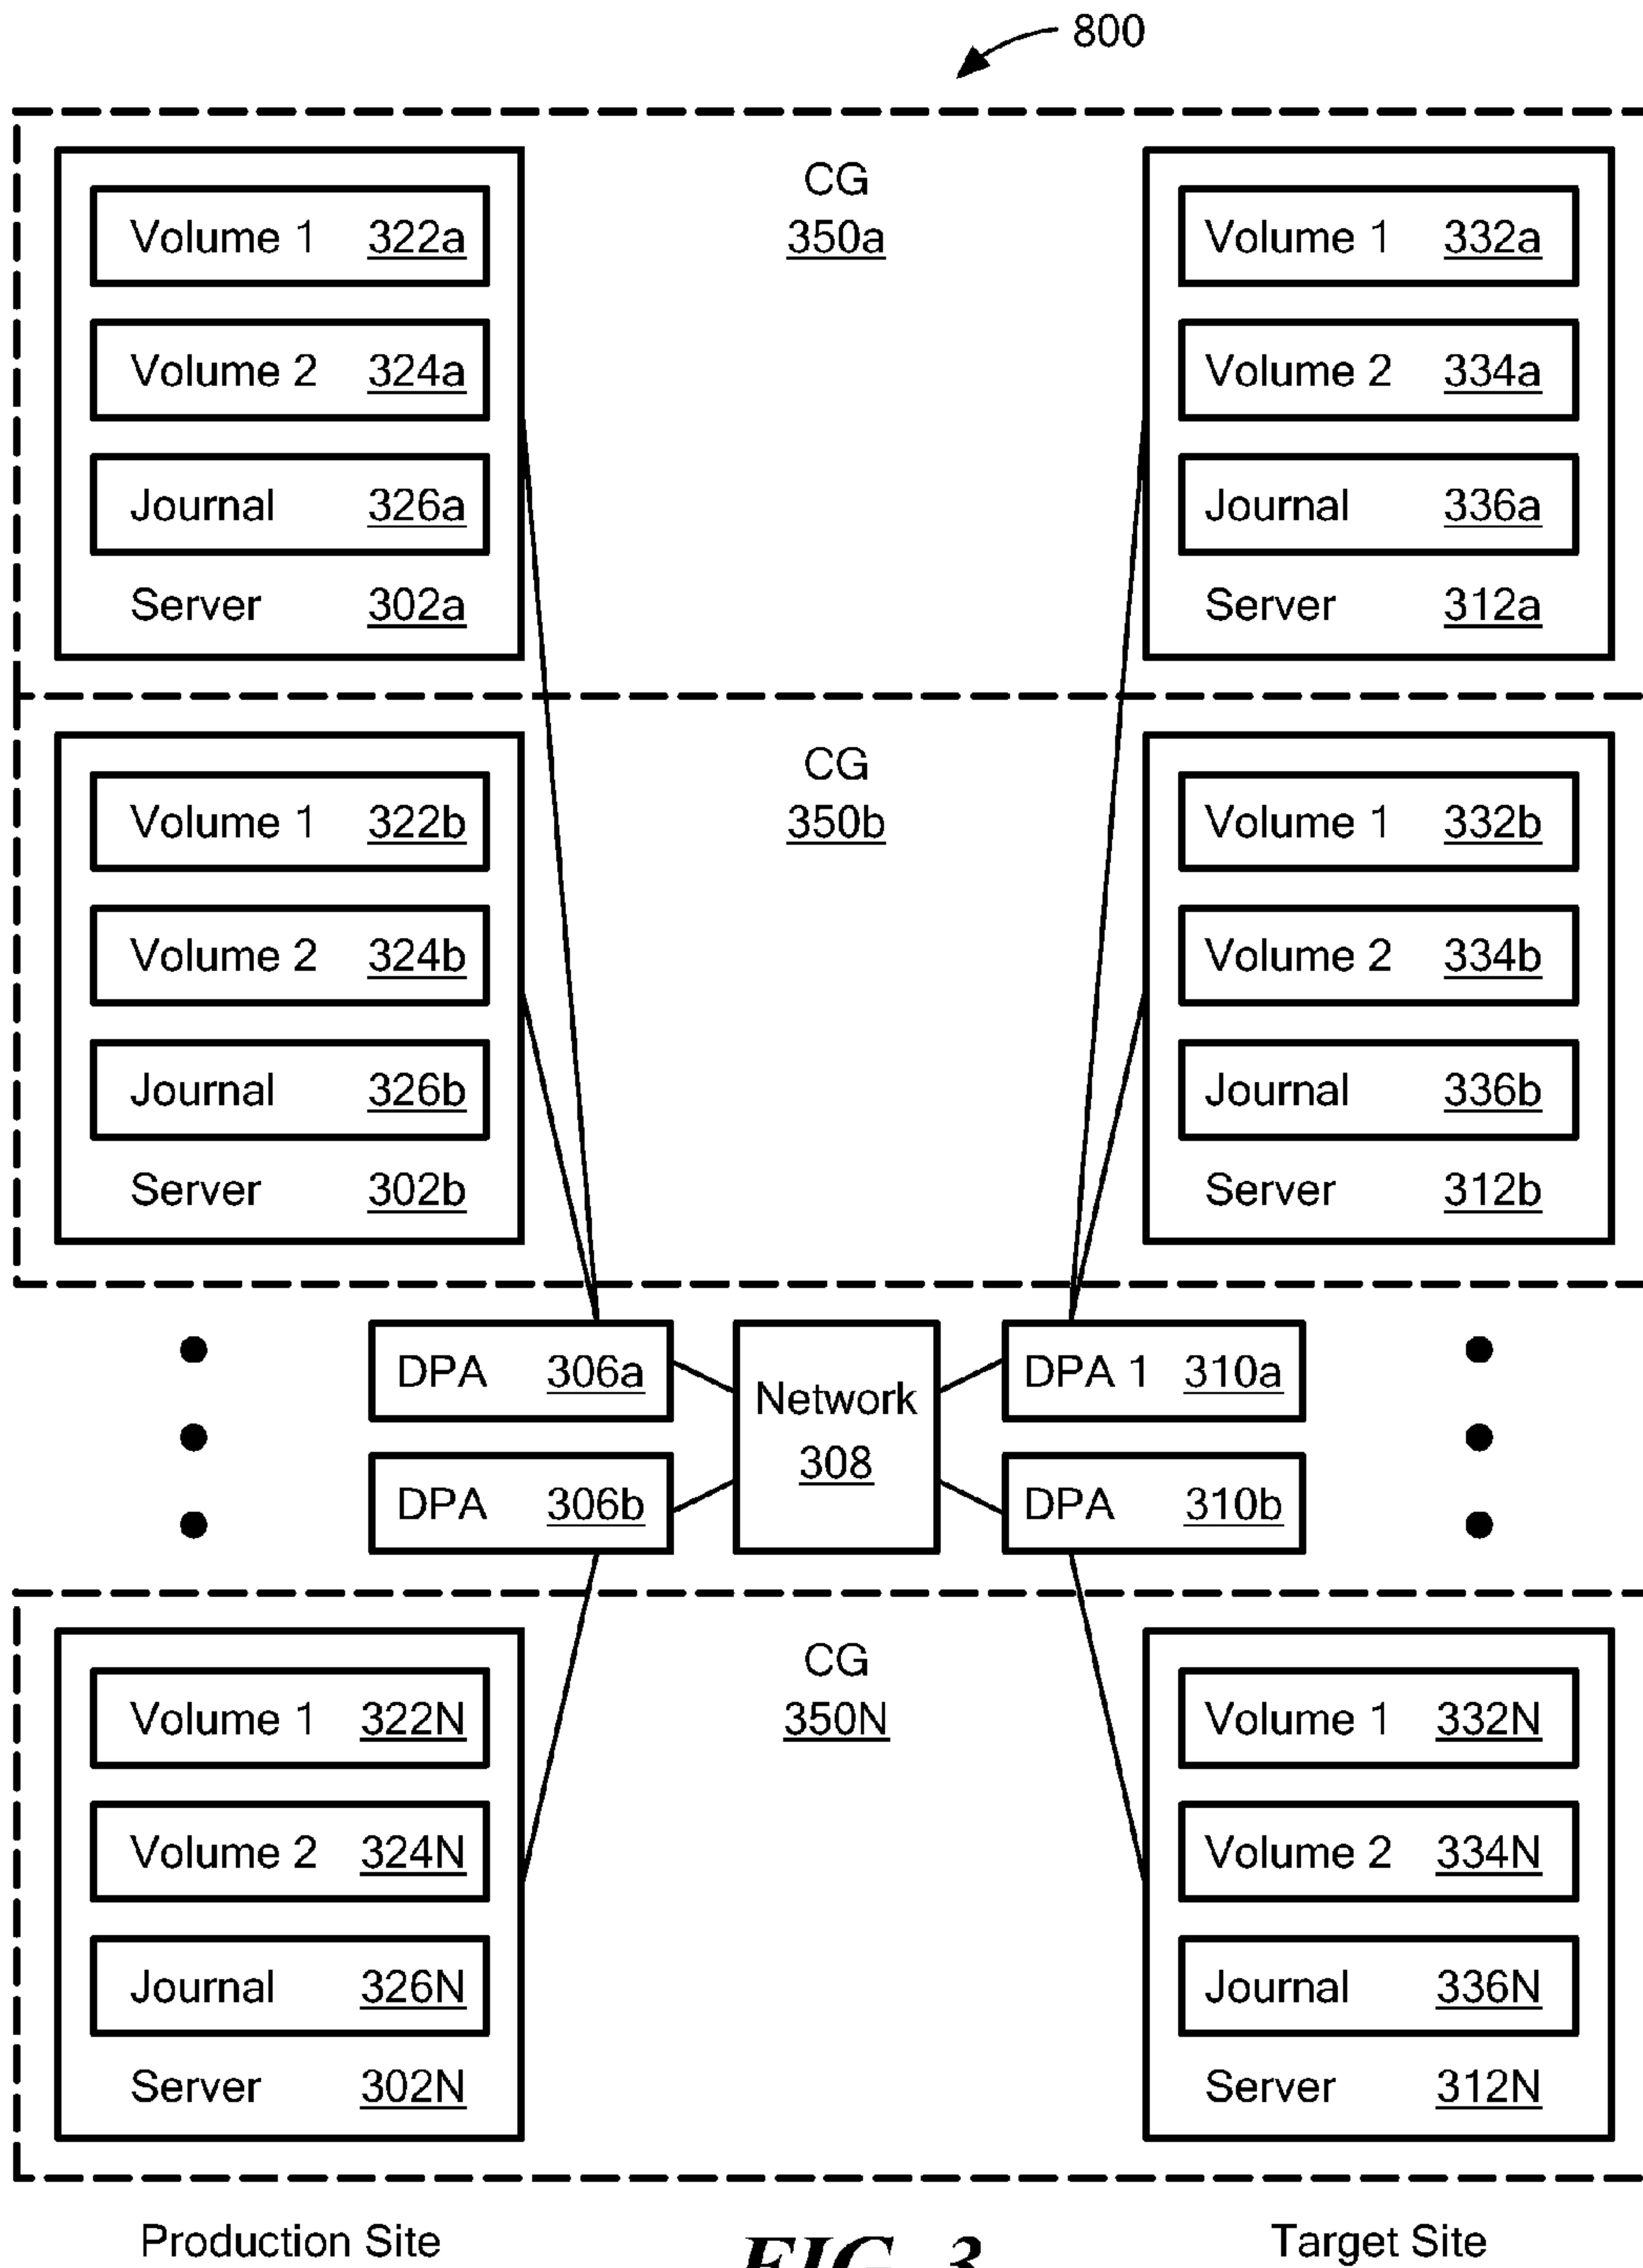 800
CG
350a
Volume 1 322a
Volume 2 324a
Journal 326a
Server 302a
Volume 1 332a
Volume 2 334a
Journal 336a
Server 312a
CG
350b
Volume 1 322b
Volume 2 324b
Journal 326b
Server 302b
Volume 1 332b
Volume 2 334b
Journal 336b
Server 312b
DPA 306a
DPA 306b
Network
308
DPA 1 310a
DPA 310b
CG
350N
Volume 1 322N
Volume 2 324N
Journal 326N
Server 302N
Volume 1 332N
Volume 2 334N
Journal 336N
Server 312N
Production Site
FIG. 3
Target Site